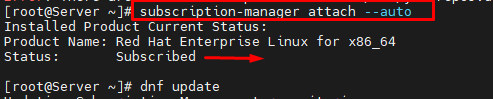 [root@Server ~]# subscription-manager attach --auto
Installed Product Current Status:
Product Name: Red Hat Enterprise Linux for x86_64
Status: Subscribed
[root@Server ~]# dnf update